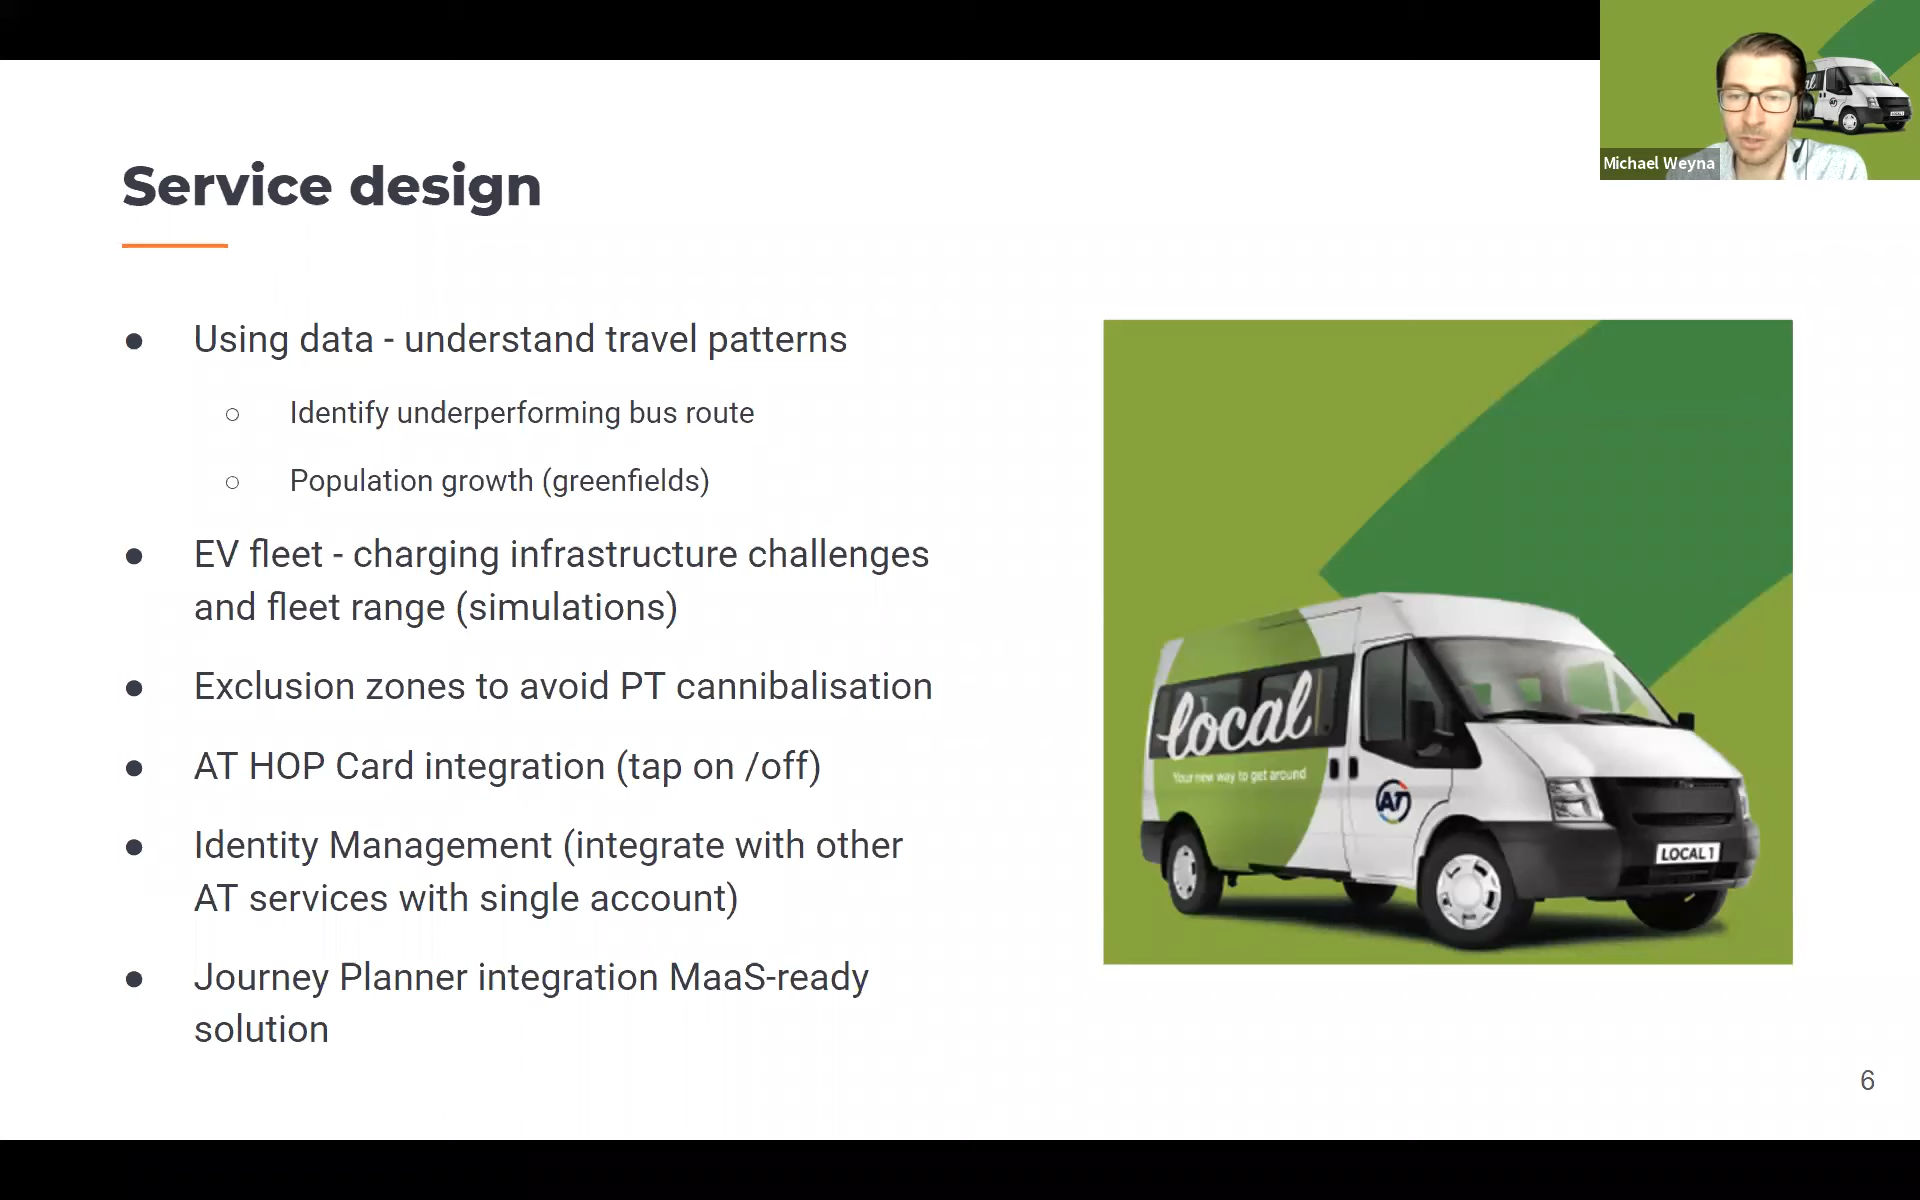 Michael Weyna
Service design
● Using data - understand travel patterns
○ Identify underperforming bus route
○ Population growth (greenfields)
● EV fleet - charging infrastructure challenges
and fleet range (simulations)
● Exclusion zones to avoid PT cannibalisation
● AT HOP Card integration (tap on /off)
● Identity Management (integrate with other
AT services with single account)
● Journey Planner integration MaaS-ready
solution
local
Your new way to get around
AT
LOCAL 1
6